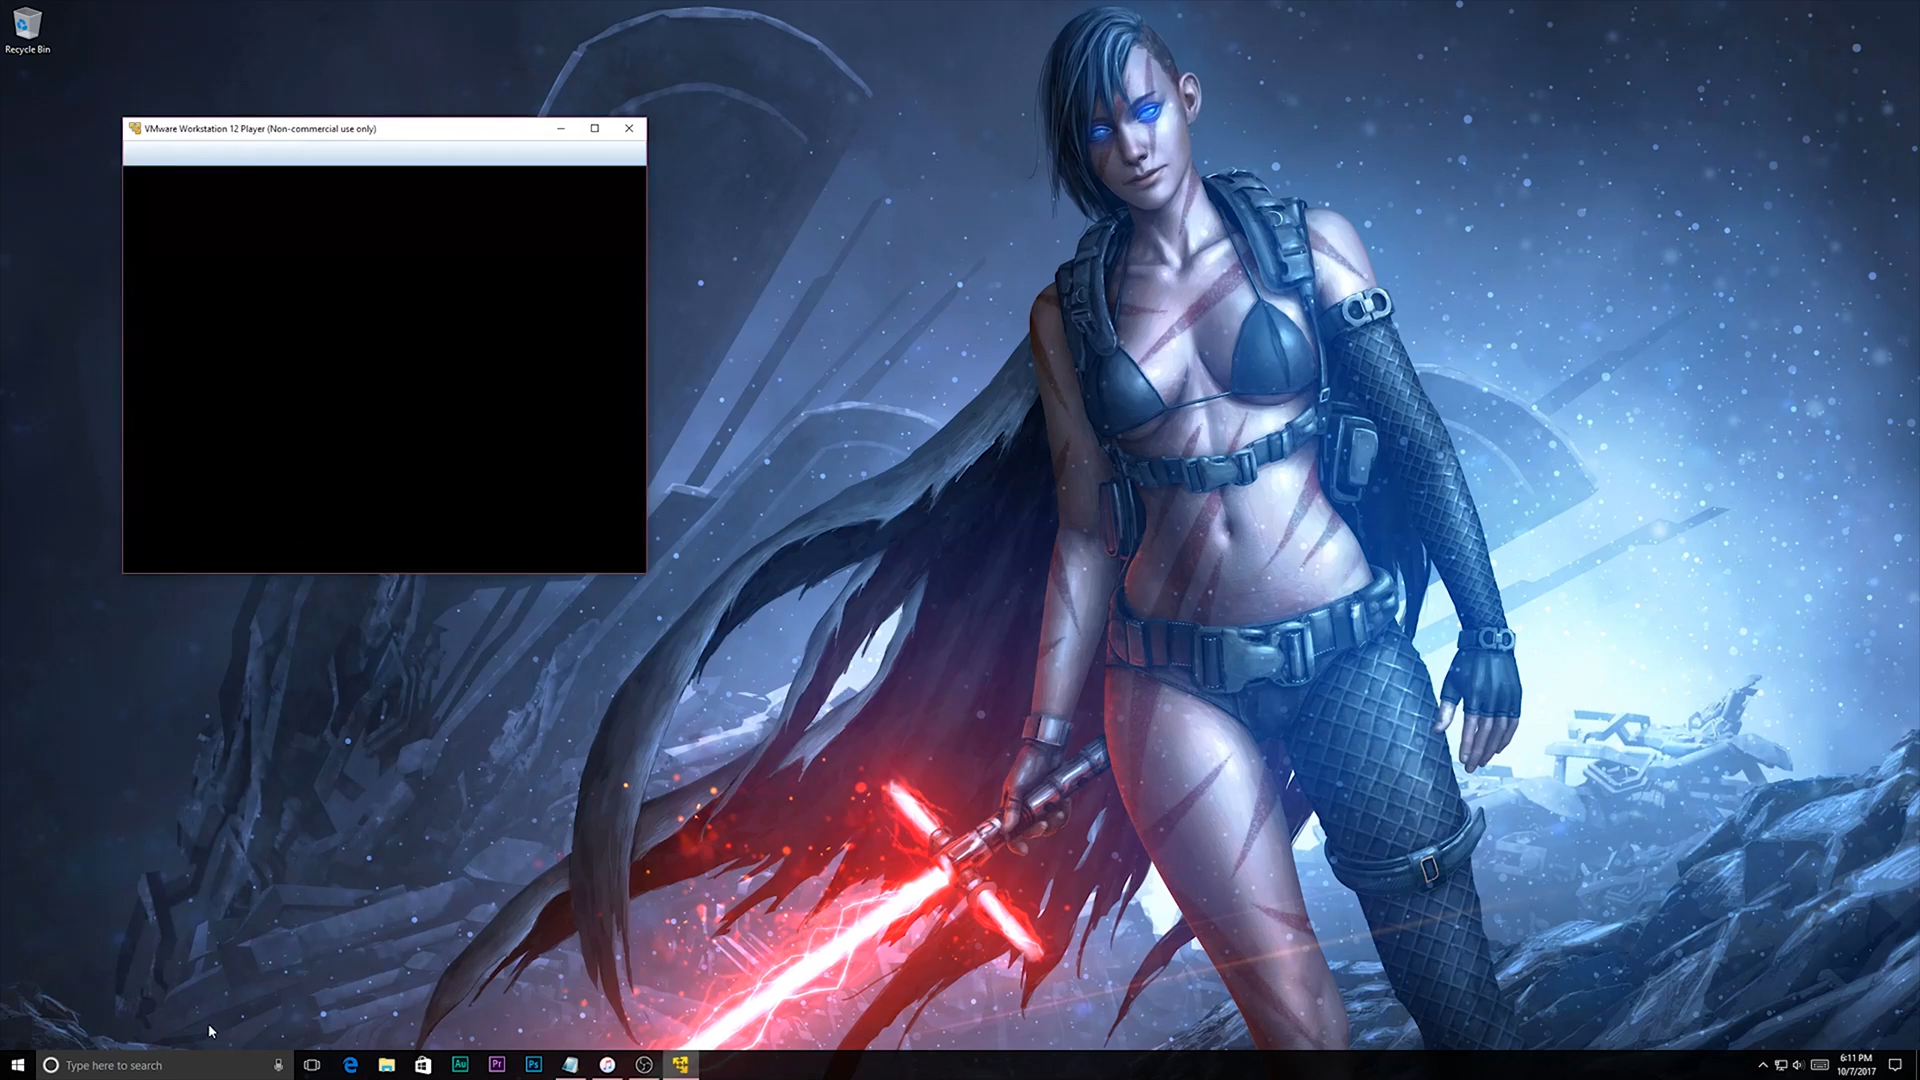 Recycle Bin
VMware Workstation 12 Player (Non-commercial use only)
Type here to search
Au
Pr
Ps
6:11 PM
10/7/2017